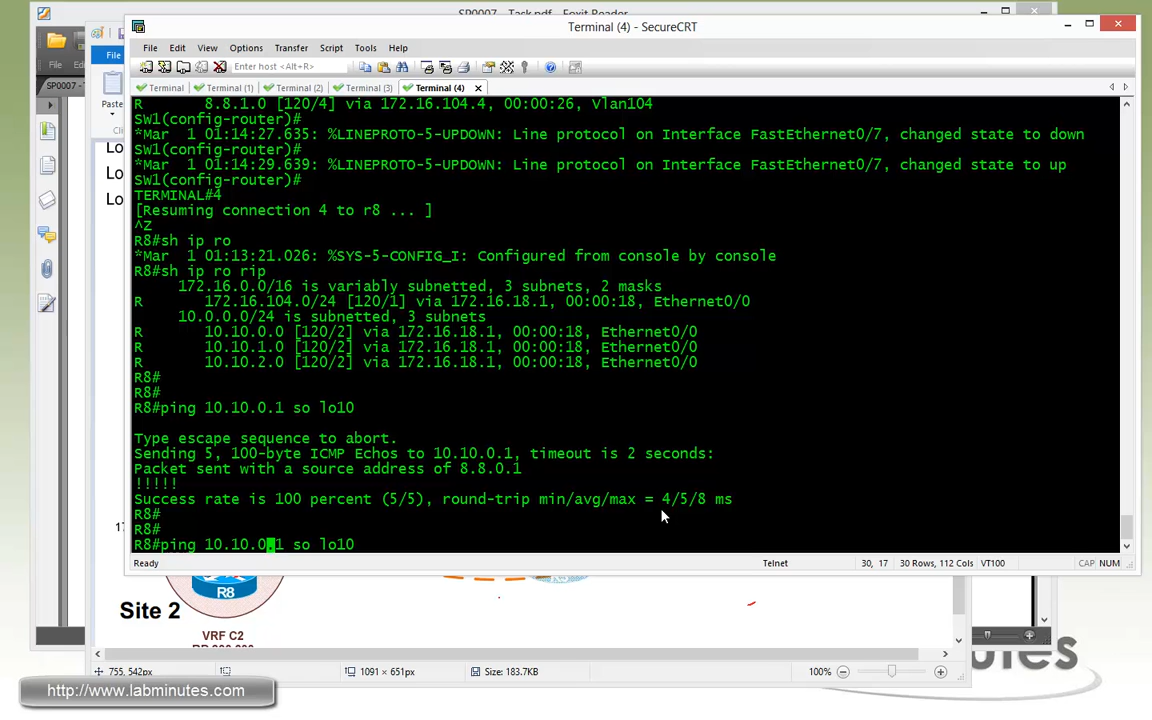 SP0007 - Task.pdf - Foxit Reader
Terminal (4) - SecureCRT
File Edit View Options Transfer Script Tools Help
Enter host <Alt+R>
Terminal Terminal (1) Terminal (2) Terminal (3) Terminal (4)
File
File
SP0007 -
Paste
Cli
Lo
Lo
Lo
R 8.8.1.0 [120/4] via 172.16.104.4, 00:00:26, Vlan104
SW1(config-router)#
*Mar 1 01:14:27.635: %LINEPROTO-5-UPDOWN: Line protocol on Interface FastEthernet0/7, changed state to down
SW1(config-router)#
*Mar 1 01:14:29.639: %LINEPROTO-5-UPDOWN: Line protocol on Interface FastEthernet0/7, changed state to up
SW1(config-router)#
TERMINAL#4
[Resuming connection 4 to r8 ... ]
^Z
R8#sh ip ro
*Mar 1 01:13:21.026: %SYS-5-CONFIG_I: Configured from console by console
R8#sh ip ro rip
172.16.0.0/16 is variably subnetted, 3 subnets, 2 masks
R 172.16.104.0/24 [120/1] via 172.16.18.1, 00:00:18, Ethernet0/0
10.0.0.0/24 is subnetted, 3 subnets
R 10.10.0.0 [120/2] via 172.16.18.1, 00:00:18, Ethernet0/0
R 10.10.1.0 [120/2] via 172.16.18.1, 00:00:18, Ethernet0/0
R 10.10.2.0 [120/2] via 172.16.18.1, 00:00:18, Ethernet0/0
R8#
R8#
R8#ping 10.10.0.1 so lo10
Type escape sequence to abort.
Sending 5, 100-byte ICMP Echos to 10.10.0.1, timeout is 2 seconds:
Packet sent with a source address of 8.8.0.1
!!!!!
Success rate is 100 percent (5/5), round-trip min/avg/max = 4/5/8 ms
R8#
R8#
R8#ping 10.10.0.1 so lo10
17
Ready Telnet 30, 17 30 Rows, 112 Cols VT100 CAP NUM
R8
Site 2
VRF C2
755, 542px 1091 × 651px Size: 183.7KB 100%
utes
http://www.labminutes.com